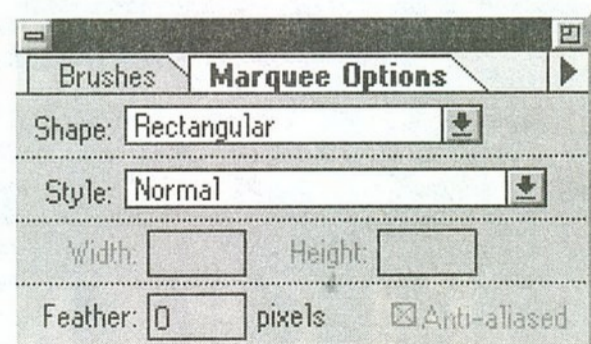 Brushes Marquee Options
Shape: Rectangular
Style: Normal
Width: Height:
Feather: 0 pixels Anti-aliased